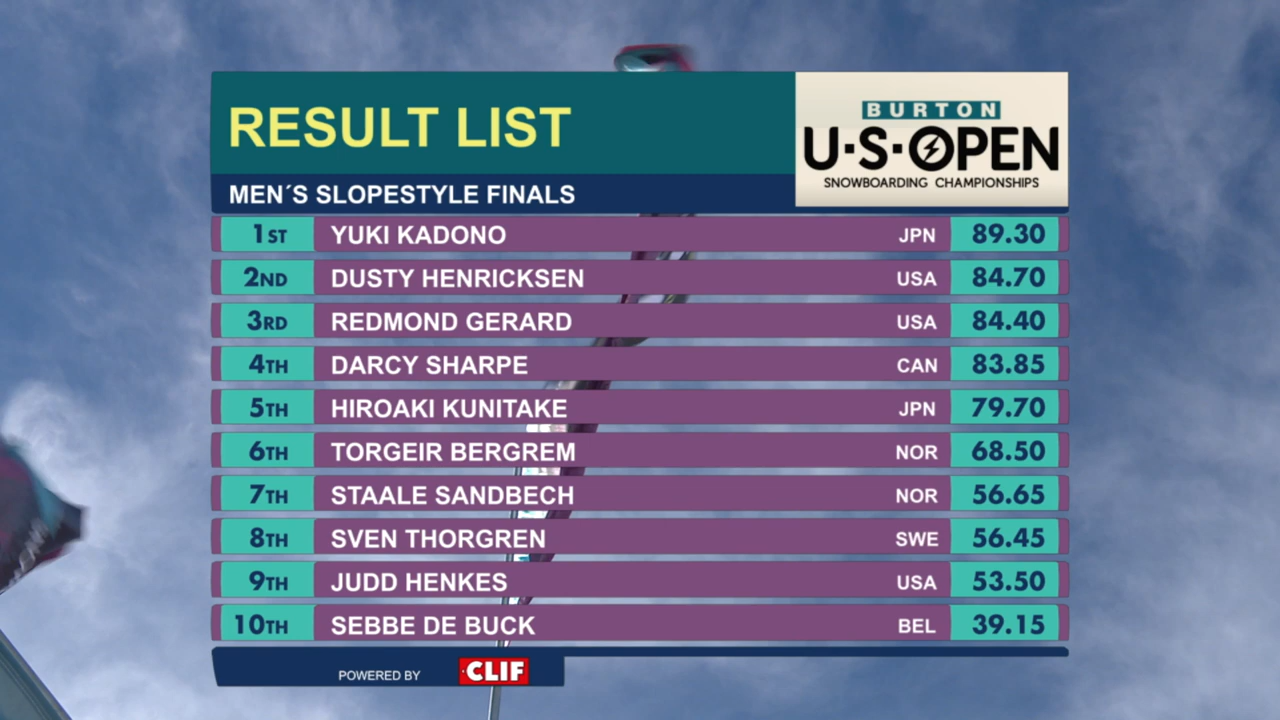 RESULT LIST
BURTON
U·S·OPEN
SNOWBOARDING CHAMPIONSHIPS
MEN´S SLOPESTYLE FINALS
1ST YUKI KADONO JPN 89.30
2ND DUSTY HENRICKSEN USA 84.70
3RD REDMOND GERARD USA 84.40
4TH DARCY SHARPE CAN 83.85
5TH HIROAKI KUNITAKE JPN 79.70
6TH TORGEIR BERGREM NOR 68.50
7TH STAALE SANDBECH NOR 56.65
8TH SVEN THORGREN SWE 56.45
9TH JUDD HENKES USA 53.50
10TH SEBBE DE BUCK BEL 39.15
POWERED BY CLIF